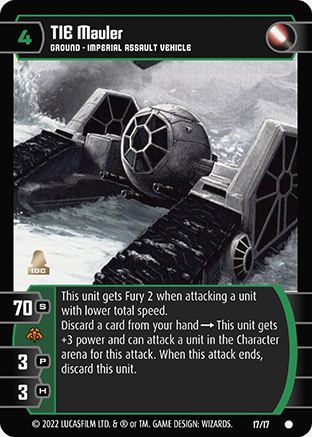 4
TIE Mauler
GROUND - IMPERIAL ASSAULT VEHICLE
IDC
70 S
3 P
3 H
This unit gets Fury 2 when attacking a unit
with lower total speed.
Discard a card from your hand → This unit gets
+3 power and can attack a unit in the Character
arena for this attack. When this attack ends,
discard this unit.
© 2022 LUCASFILM LTD. & ® or TM. GAME DESIGN: WIZARDS.
17/17